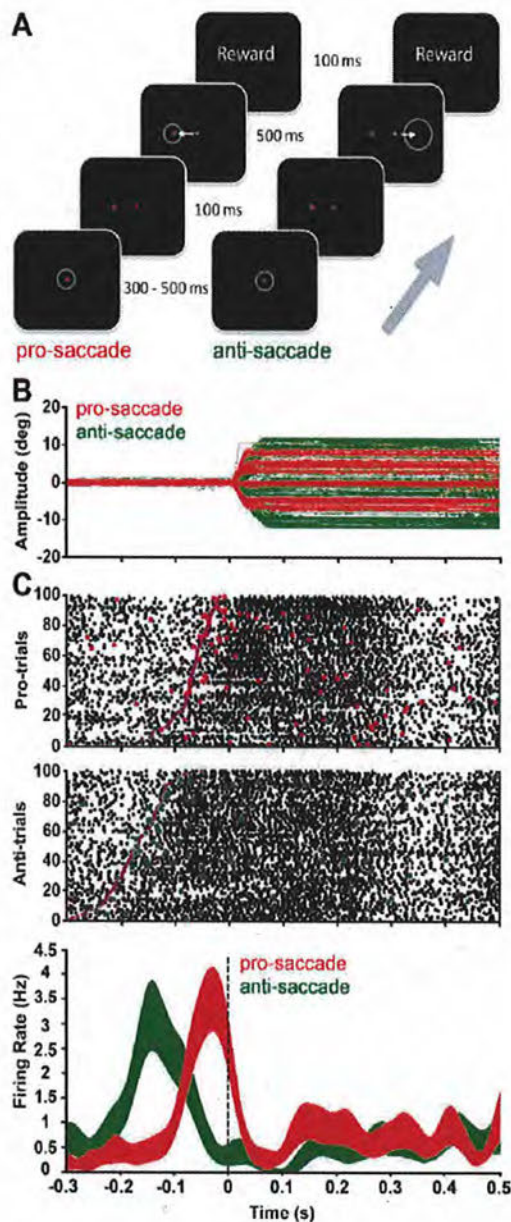 A
Reward
100 ms
Reward
500 ms
100 ms
300 - 500 ms
pro-saccade
anti-saccade
B
pro-saccade
anti-saccade
Amplitude (deg)
20
10
0
-10
-20
C
Pro-trials
100
80
60
40
20
0
Anti-trials
100
80
60
40
20
0
pro-saccade
anti-saccade
Firing Rate (Hz)
4.5
4
3.5
3
2.5
2
1.5
1
0.5
0
-0.3
-0.2
-0.1
0
0.1
0.2
0.3
0.4
0.5
Time (s)